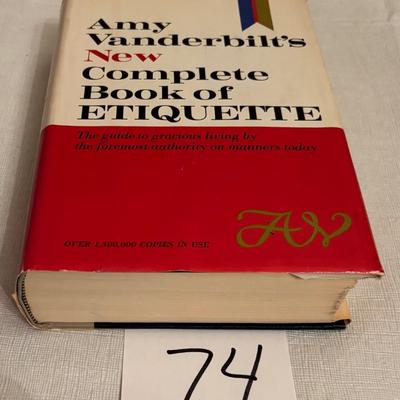 Amy
Vanderbilt's
New
Complete
Book of
ETIQUETTE
The guide to gracious living by
the foremost authority on manners today
OVER 1,500,000 COPIES IN USE
AV
74